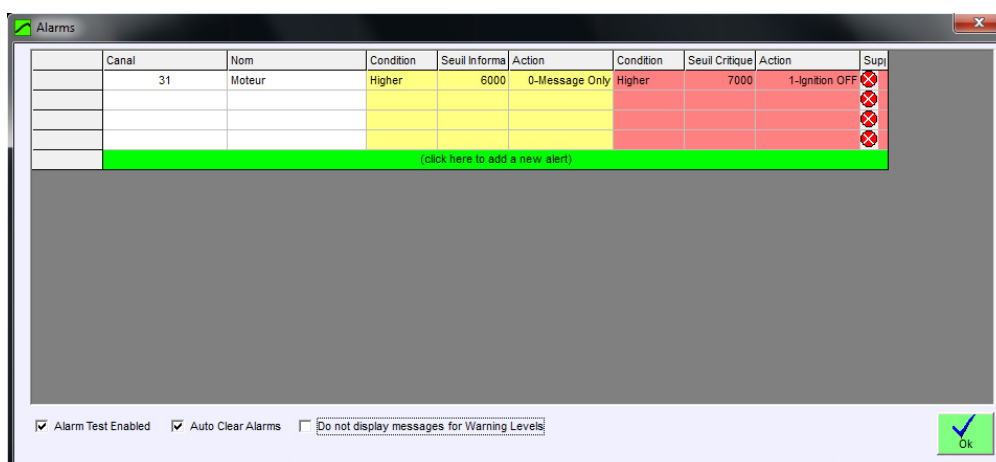 Alarms
Canal Nom Condition Seuil Informa Action Condition Seuil Critique Action Supp
31 Moteur Higher 6000 0-Message Only Higher 7000 1-Ignition OFF
(click here to add a new alert)
Alarm Test Enabled Auto Clear Alarms Do not display messages for Warning Levels
Ok